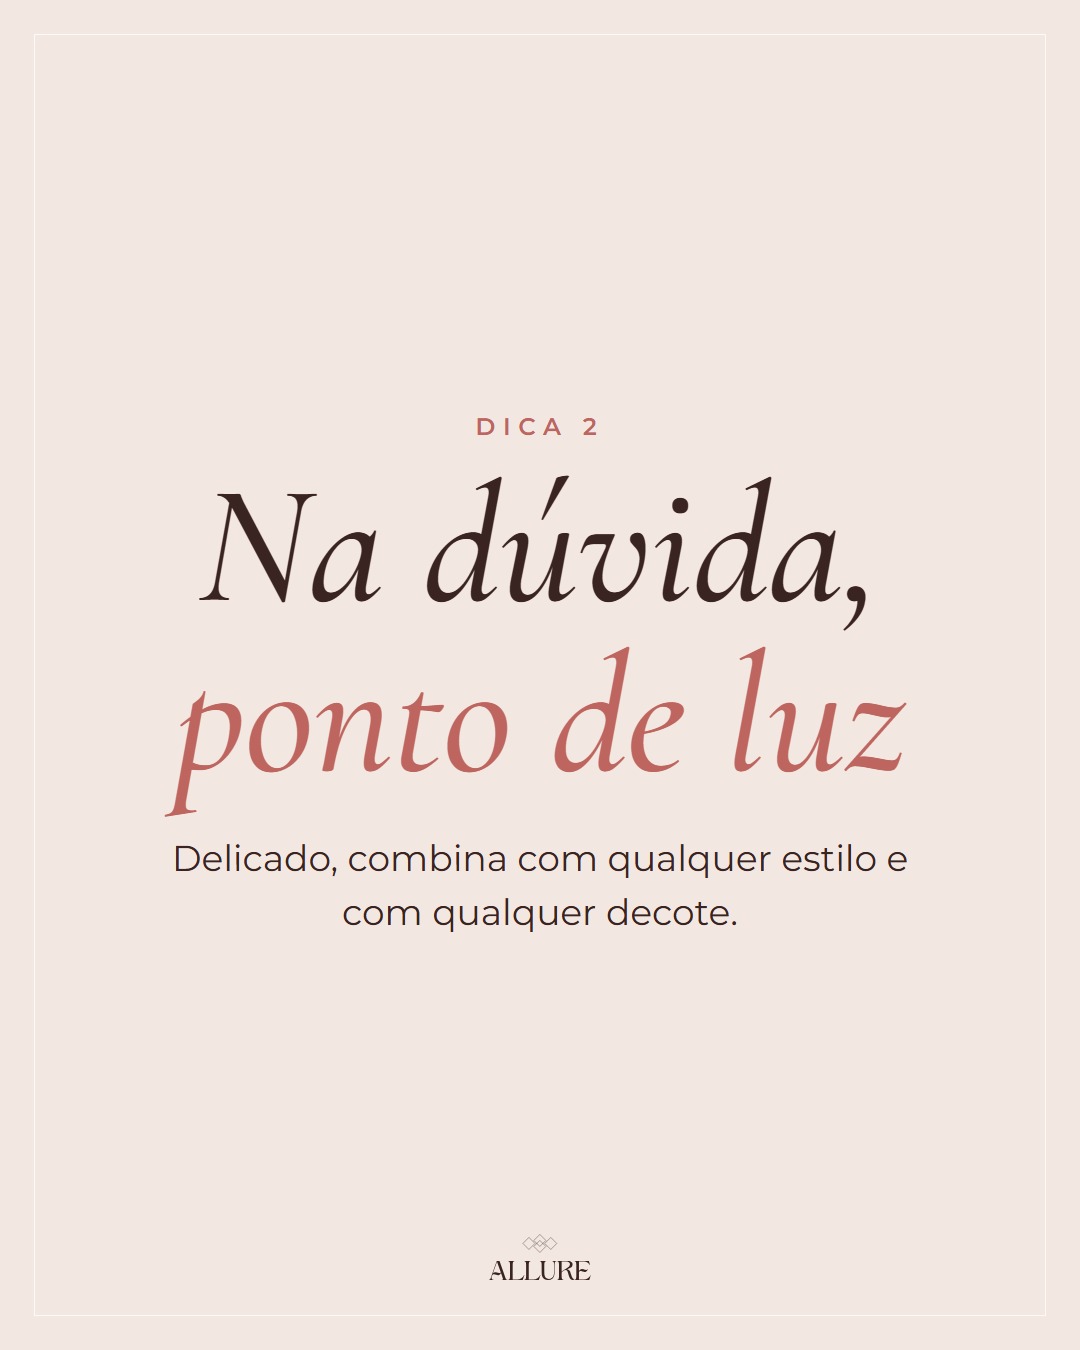 DICA 2
Na dúvida,
ponto de luz
Delicado, combina com qualquer estilo e
com qualquer decote.
ALLURE